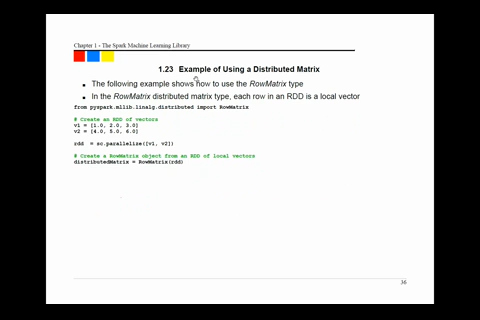 Chapter 1 - The Spark Machine Learning Library
1.23 Example of Using a Distributed Matrix
The following example shows how to use the RowMatrix type
In the RowMatrix distributed matrix type, each row in an RDD is a local vector
from pyspark.mllib.linalg.distributed import RowMatrix
# Create an RDD of vectors
v1 = [1.0, 2.0, 3.0]
v2 = [4.0, 5.0, 6.0]
rdd = sc.parallelize([v1, v2])
# Create a RowMatrix object from an RDD of local vectors
distributedMatrix = RowMatrix(rdd)
36